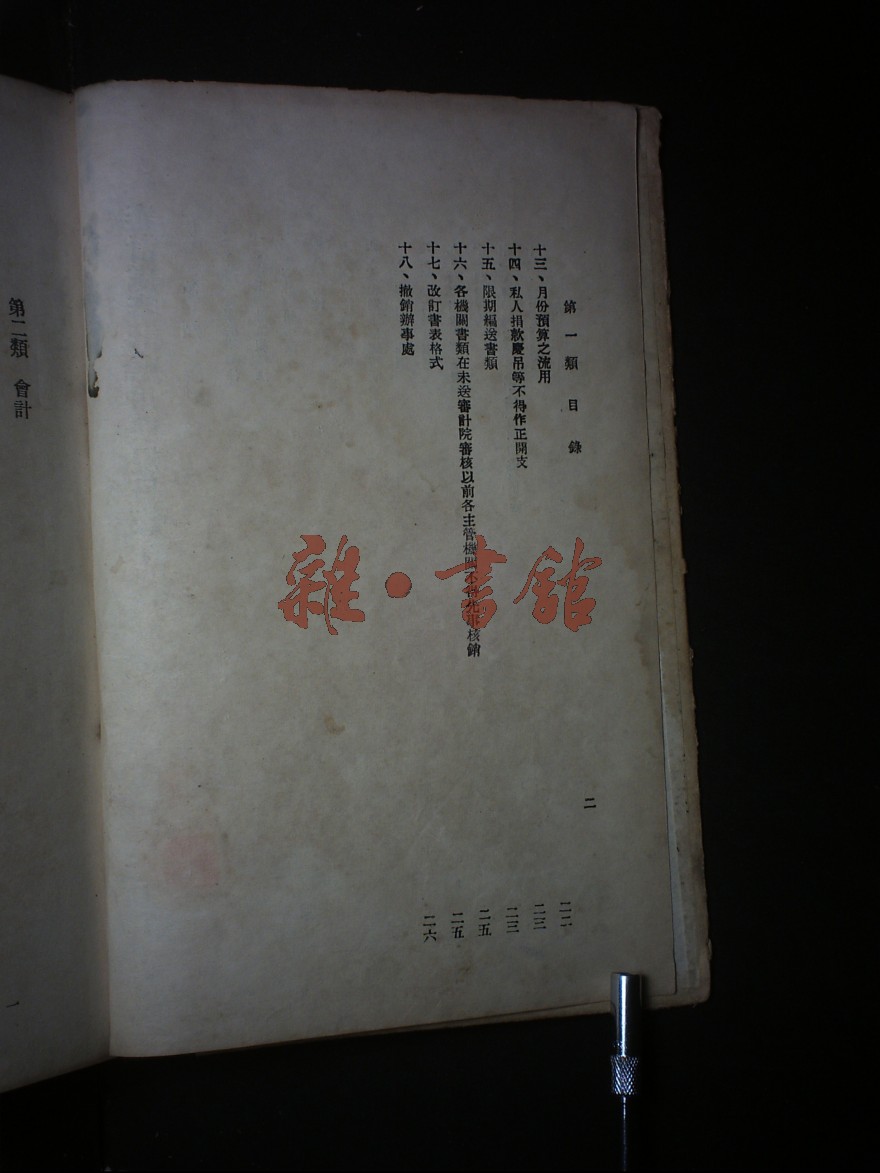 第一類目錄
十三、月份預算之流用 二二
十四、私人捐款慶吊等不得作正開支 二三
十五、限期編送書類 二三
十六、各機關書類在未送審計院審核以前各主管機關不 核銷 二五
十七、改訂書表格式 二五
十八、撤銷辦事處 二六
二
第二類 會計
一
雜·書館